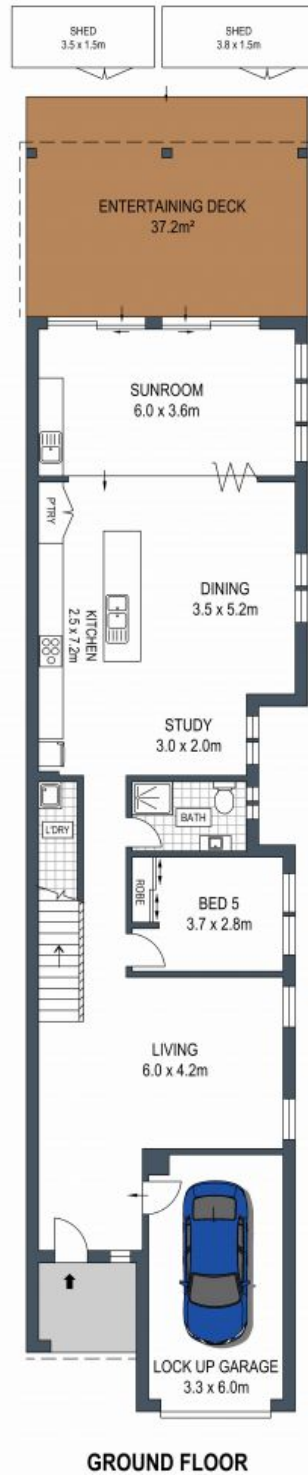 SHED
3.5 x 1.5m
SHED
3.8 x 1.5m
ENTERTAINING DECK
37.2m²
SUNROOM
6.0 x 3.6m
P'TRY
KITCHEN
2.5 x 7.2m
DINING
3.5 x 5.2m
STUDY
3.0 x 2.0m
L'DRY
BATH
ROBE
BED 5
3.7 x 2.8m
LIVING
6.0 x 4.2m
LOCK UP GARAGE
3.3 x 6.0m
GROUND FLOOR